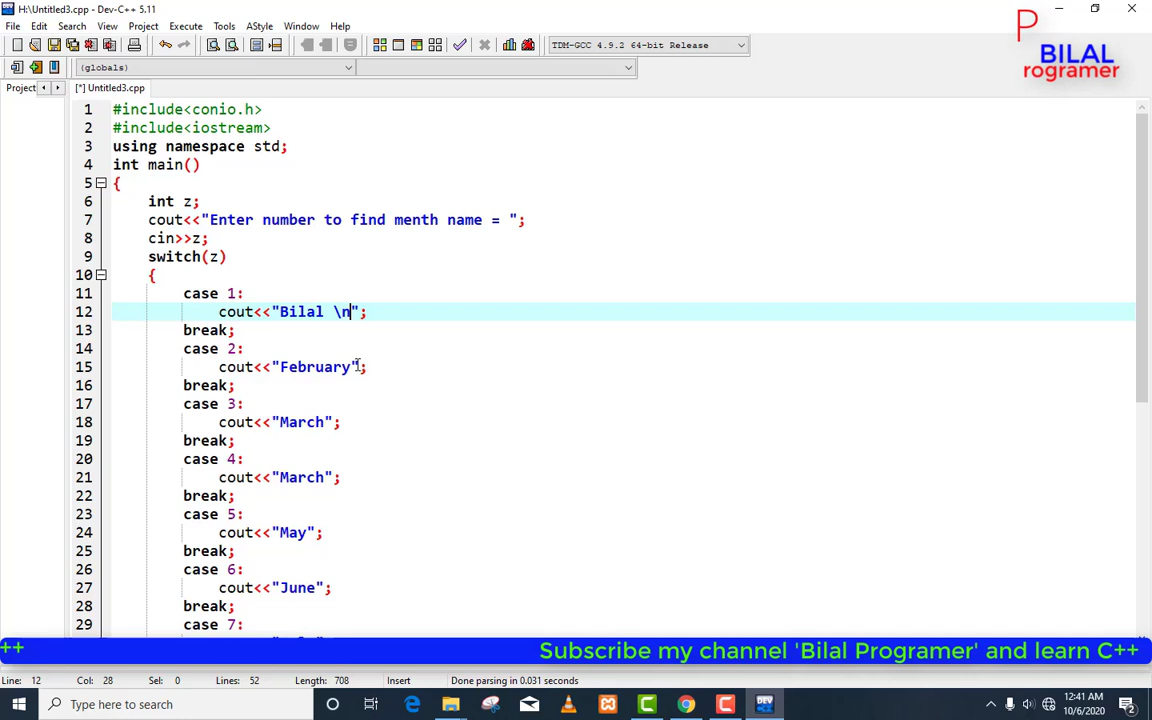 H:\Untitled3.cpp - Dev-C++ 5.11
File Edit Search View Project Execute Tools AStyle Window Help
TDM-GCC 4.9.2 64-bit Release
P
BILAL
rogramer
(globals)
Project
[*] Untitled3.cpp
1 #include<conio.h>
2 #include<iostream>
3 using namespace std;
4 int main()
5 {
6 int z;
7 cout<<"Enter number to find menth name = ";
8 cin>>z;
9 switch(z)
10 {
11 case 1:
12 cout<<"Bilal \n";
13 break;
14 case 2:
15 cout<<"February";
16 break;
17 case 3:
18 cout<<"March";
19 break;
20 case 4:
21 cout<<"March";
22 break;
23 case 5:
24 cout<<"May";
25 break;
26 case 6:
27 cout<<"June";
28 break;
29 case 7:
++ Subscribe my channel 'Bilal Programer' and learn C++
Line: 12 Col: 28 Sel: 0 Lines: 52 Length: 708 Insert Done parsing in 0.031 seconds
Type here to search
12:41 AM
10/6/2020
2